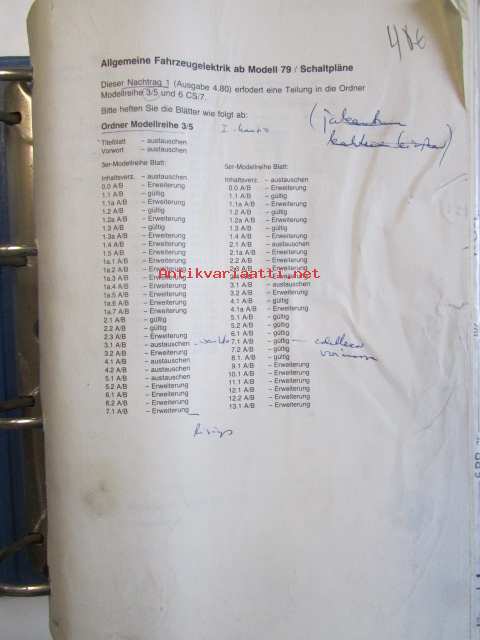 48€
Allgemeine Fahrzeugelektrik ab Modell 79 / Schaltpläne
Dieser Nachtrag 1 (Ausgabe 4.80) erfordert eine Teilung in die Ordner
Modellreihe 3/5 und 6 CS/7.
Bitte heften Sie die Blätter wie folgt ab:
Ordner Modellreihe 3/5
Titelblatt – austauschen
Vorwort – austauschen
3er-Modellreihe Blatt:
Inhaltsverz. – austauschen
0.0 A/B – Erweiterung
1.1 A/B – gültig
1.1a A/B – Erweiterung
1.2 A/B – gültig
1.2a A/B – Erweiterung
1.3 A/B – gültig
1.3a A/B – Erweiterung
1.4 A/B – Erweiterung
1.5 A/B – Erweiterung
1a.1 A/B – Erweiterung
1a.2 A/B – Erweiterung
1a.3 A/B – Erweiterung
1a.4 A/B – Erweiterung
1a.5 A/B – Erweiterung
1a.6 A/B – Erweiterung
1a.7 A/B – Erweiterung
2.1 A/B – gültig
2.2 A/B – gültig
2.3 A/B – Erweiterung
3.1 A/B – austauschen
3.2 A/B – Erweiterung
4.1 A/B – austauschen
4.2 A/B – austauschen
5.1 A/B – austauschen
5.2 A/B – Erweiterung
6.1 A/B – Erweiterung
6.2 A/B – Erweiterung
7.1 A/B – Erweiterung
5er-Modellreihe Blatt:
Inhaltsverz. – austauschen
0.0 A/B – Erweiterung
1.1 A/B – gültig
1.1a A/B – Erweiterung
1.2 A/B – gültig
1.2a A/B – Erweiterung
1.3 A/B – gültig
1.4 A/B – Erweiterung
2.1 A/B – austauschen
2.1a A/B – Erweiterung
2.2 A/B – Erweiterung
3.1 A/B – austauschen
3.2 A/B – Erweiterung
4.1 A/B – gültig
4.1a A/B – Erweiterung
5.1 A/B – gültig
5.2 A/B – gültig
6.1 A/B – gültig
7.1 A/B – gültig
7.2 A/B – gültig
8.1 A/B – gültig
9.1 A/B – Erweiterung
10.1 A/B – Erweiterung
11.1 A/B – Erweiterung
12.1 A/B – Erweiterung
12.2 A/B – Erweiterung
13.1 A/B – Erweiterung
Antikvariaatti.net